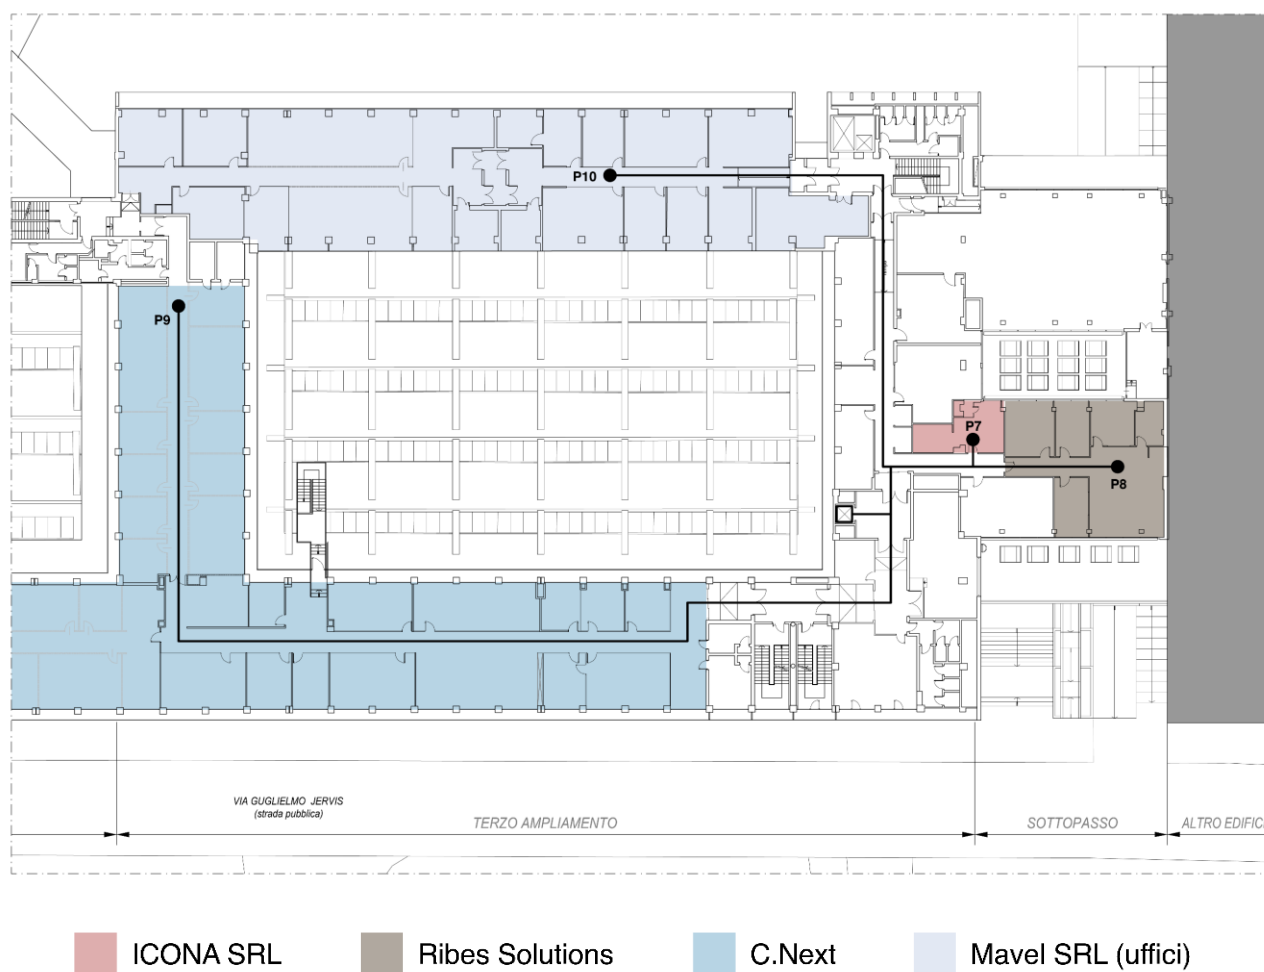 P10
P9
P7
P8
VIA GUGLIELMO JERVIS
(strada pubblica)
TERZO AMPLIAMENTO
SOTTOPASSO
ALTRO EDIFICI
ICONA SRL
Ribes Solutions
C.Next
Mavel SRL (uffici)